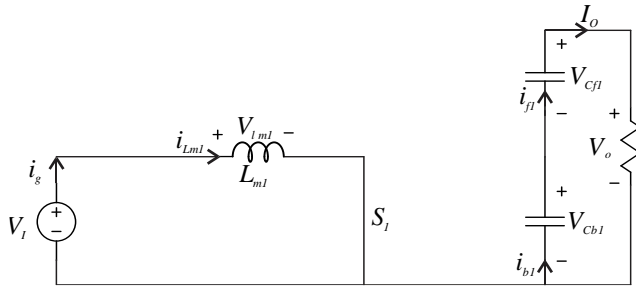 I_O
+
V_Cf1
i_f1
−
+ V_lm1 −
i_Lm1
L_m1
i_g
+
V_o
−
V_I
+
−
S_1
+
V_Cb1
−
i_b1